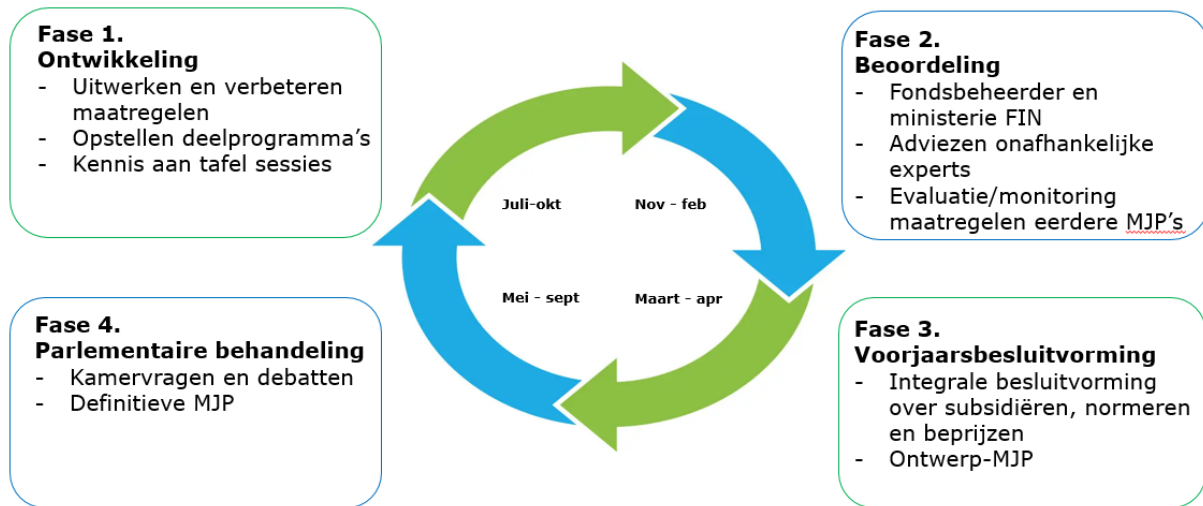 Fase 1.
Ontwikkeling
- Uitwerken en verbeteren
maatregelen
- Opstellen deelprogramma's
- Kennis aan tafel sessies
Fase 2.
Beoordeling
- Fondsbeheerder en
ministerie FIN
- Adviezen onafhankelijke
experts
- Evaluatie/monitoring
maatregelen eerdere MJP's
Juli-okt
Nov - feb
Mei - sept
Maart - apr
Fase 4.
Parlementaire behandeling
- Kamervragen en debatten
- Definitieve MJP
Fase 3.
Voorjaarsbesluitvorming
- Integrale besluitvorming
over subsidiëren, normeren
en beprijzen
- Ontwerp-MJP